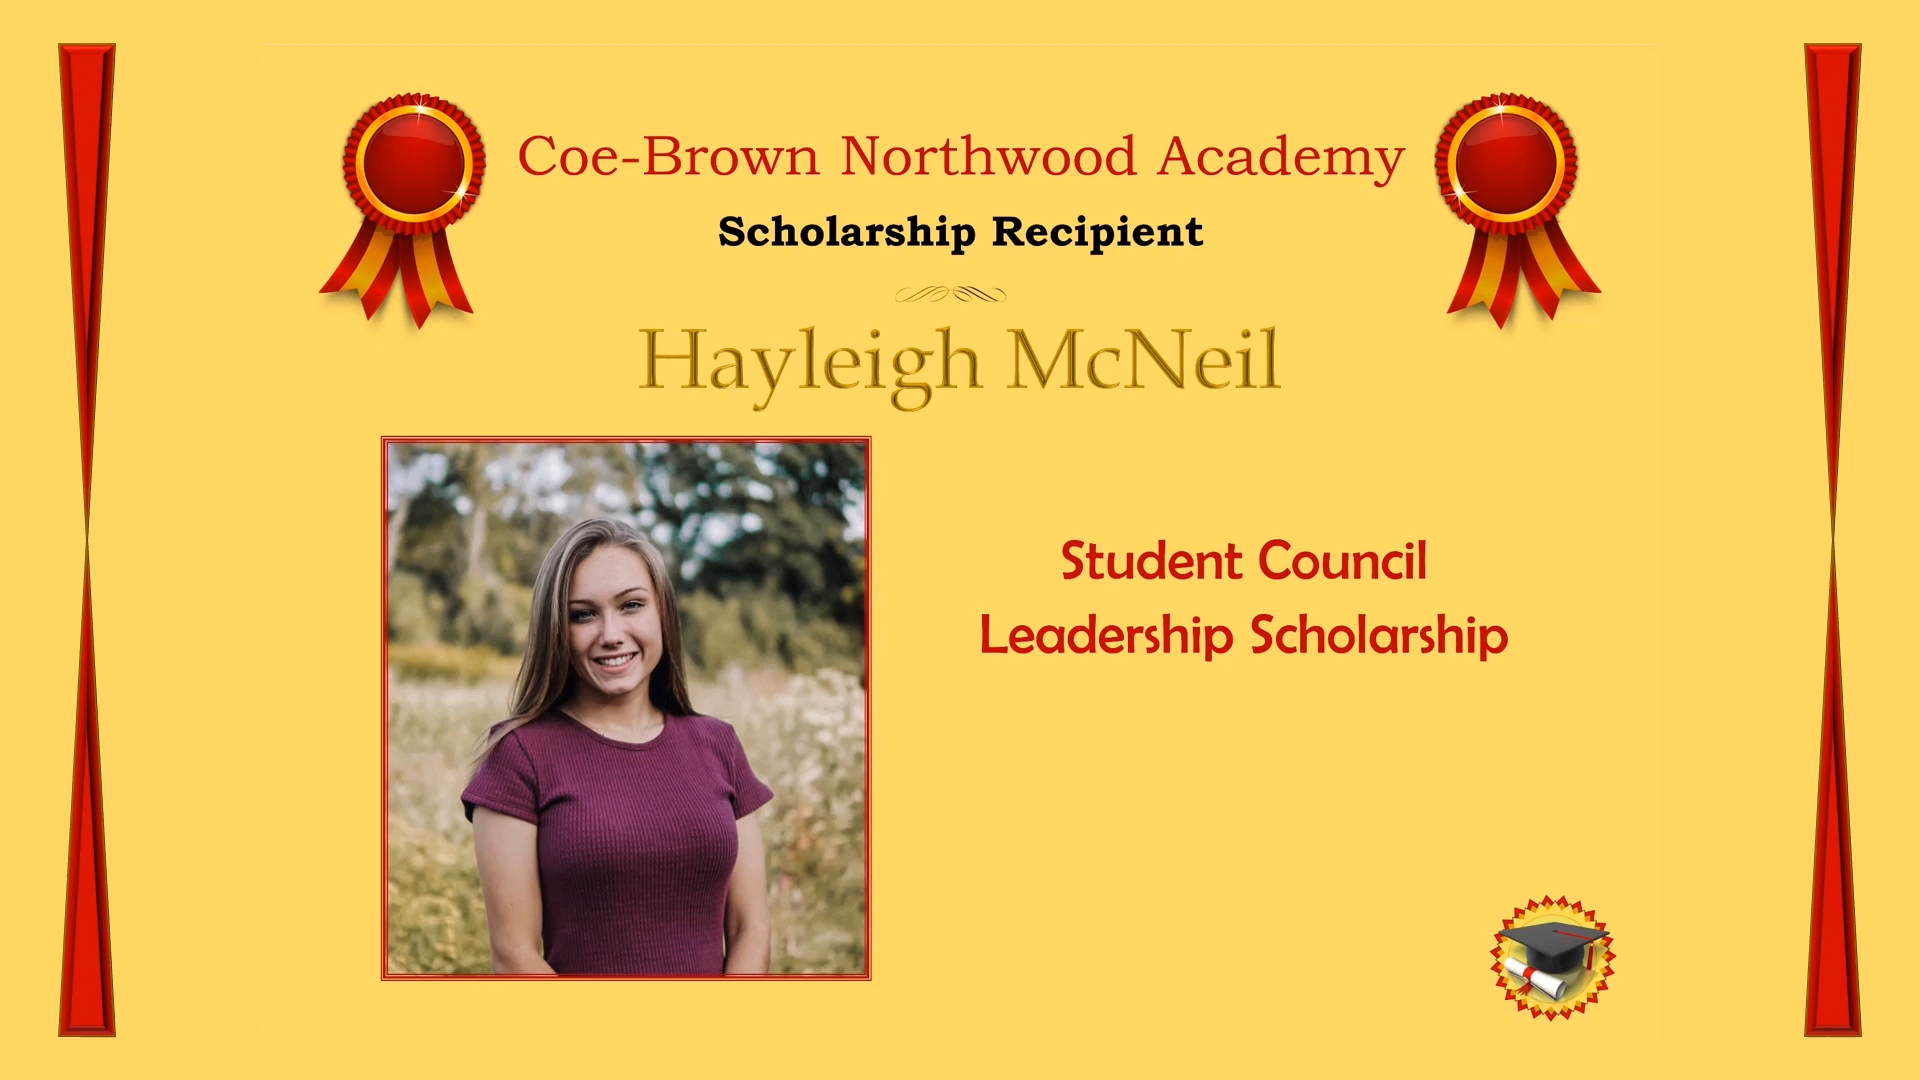 Coe-Brown Northwood Academy
Scholarship Recipient
Hayleigh McNeil
Student Council
Leadership Scholarship